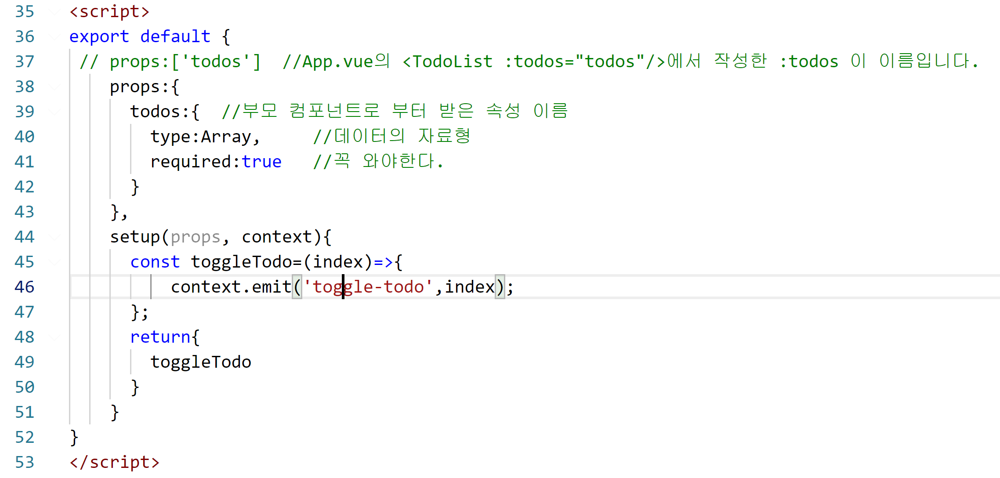 35 <script>
36 export default {
37  // props:['todos']  //App.vue의 <TodoList :todos="todos"/>에서 작성한 :todos 이 이름입니다.
38     props:{
39       todos:{  //부모 컴포넌트로 부터 받은 속성 이름
40         type:Array,     //데이터의 자료형
41         required:true   //꼭 와야한다.
42       }
43     },
44     setup(props, context){
45       const toggleTodo=(index)=>{
46           context.emit('toggle-todo',index);
47       };
48       return{
49         toggleTodo
50       }
51     }
52 }
53 </script>